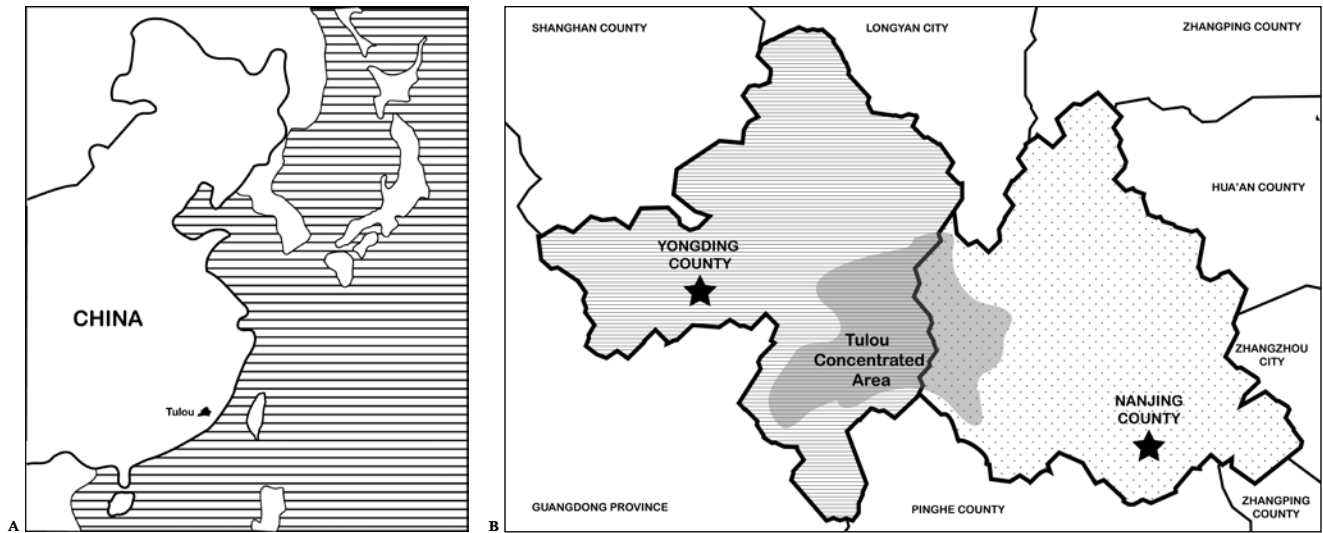 CHINA
Tulou
A
SHANGHAN COUNTY
LONGYAN CITY
ZHANGPING COUNTY
HUA'AN COUNTY
YONGDING
COUNTY
Tulou
Concentrated
Area
ZHANGZHOU
CITY
NANJING
COUNTY
GUANGDONG PROVINCE
PINGHE COUNTY
ZHANGPING
COUNTY
B